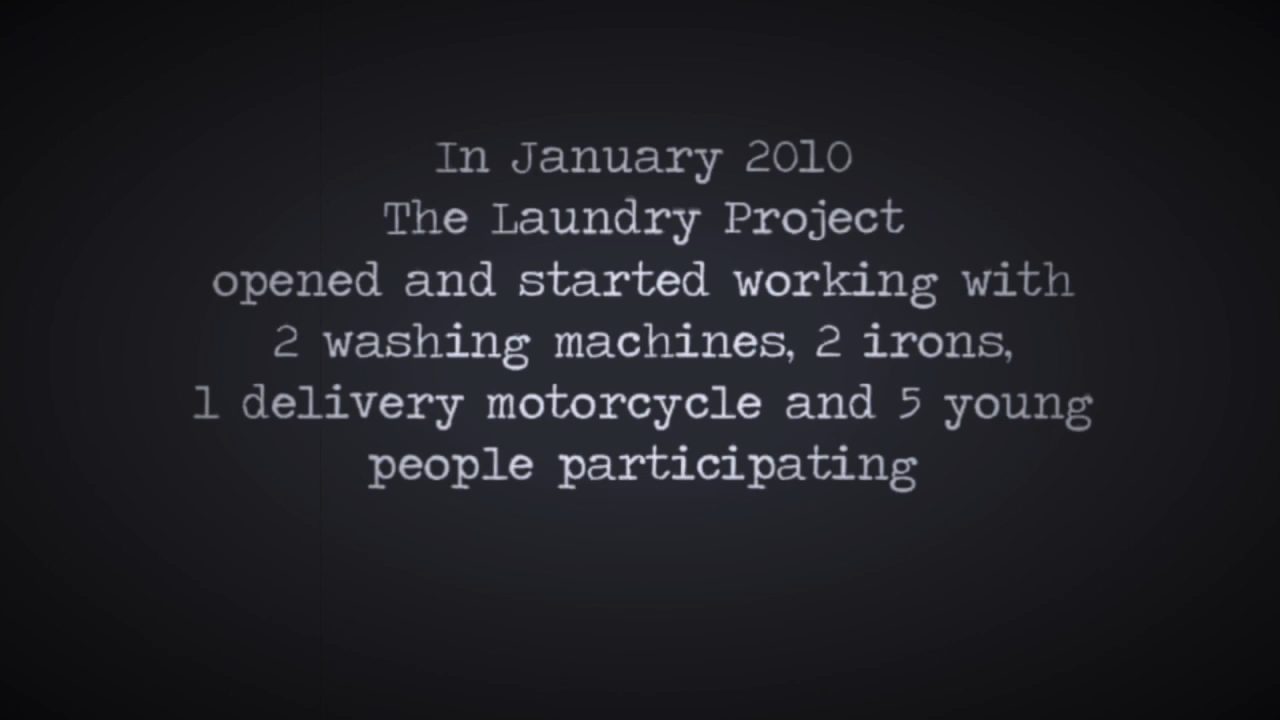 In January 2010
The Laundry Project
opened and started working with
2 washing machines, 2 irons,
1 delivery motorcycle and 5 young
people participating